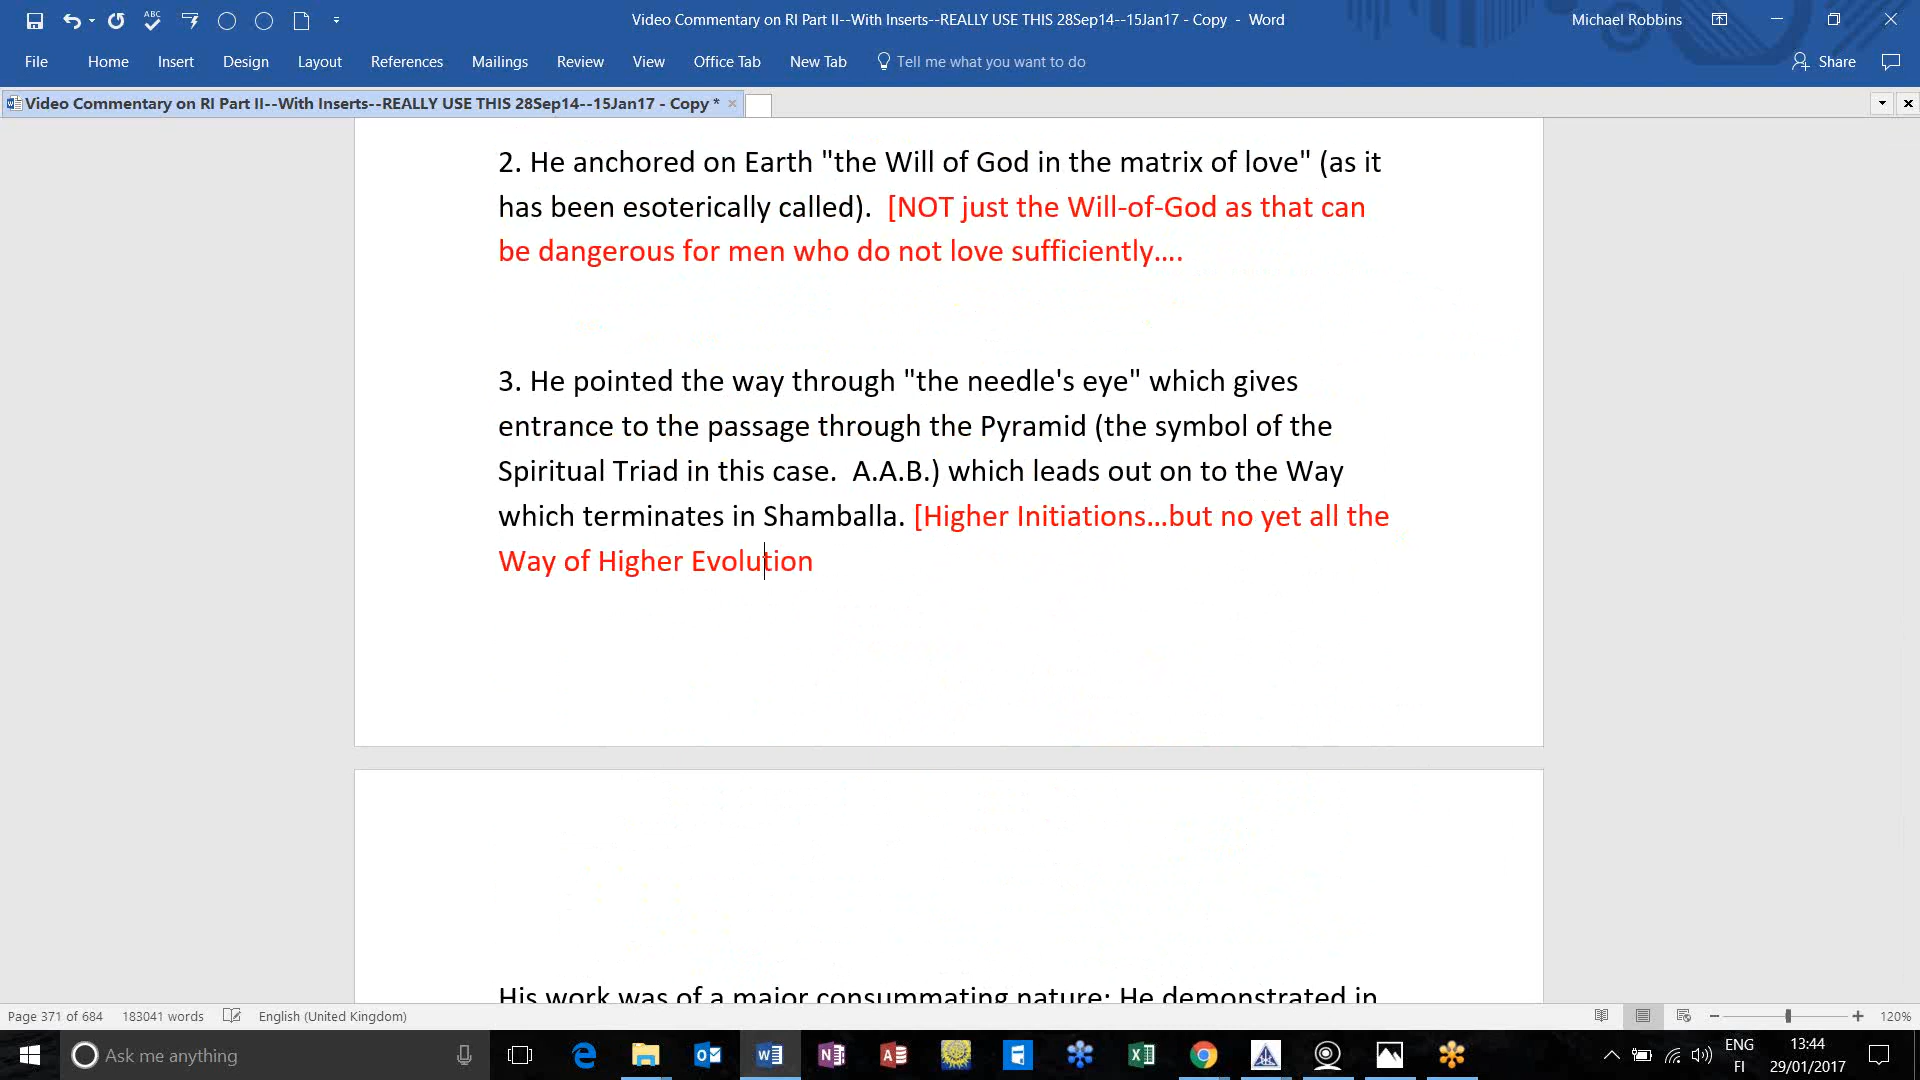 ABC
Video Commentary on RI Part II--With Inserts--REALLY USE THIS 28Sep14--15Jan17 - Copy - Word
Michael Robbins
File Home Insert Design Layout References Mailings Review View Office Tab New Tab Tell me what you want to do Share
Video Commentary on RI Part II--With Inserts--REALLY USE THIS 28Sep14--15Jan17 - Copy *
2. He anchored on Earth "the Will of God in the matrix of love" (as it
has been esoterically called). [NOT just the Will-of-God as that can
be dangerous for men who do not love sufficiently….
3. He pointed the way through "the needle's eye" which gives
entrance to the passage through the Pyramid (the symbol of the
Spiritual Triad in this case. A.A.B.) which leads out on to the Way
which terminates in Shamballa. [Higher Initiations…but no yet all the
Way of Higher Evolution
His work was of a major consummating nature: He demonstrated in
Page 371 of 684 183041 words English (United Kingdom) 120%
Ask me anything
ENG 13:44
FI 29/01/2017